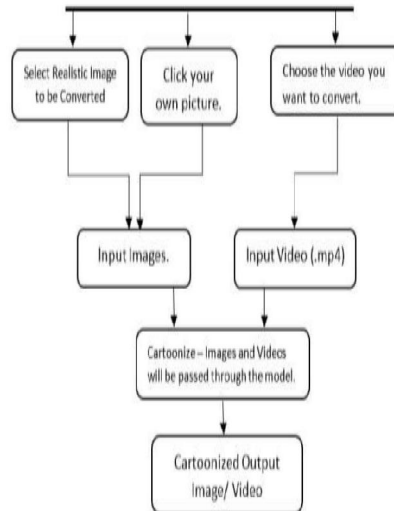 Select Realistic Image
to be Converted
Click your
own picture.
Choose the video you
want to convert.
Input Images.
Input Video (.mp4)
Cartoonize – Images and Videos
will be passed through the model.
Cartoonized Output
Image/ Video